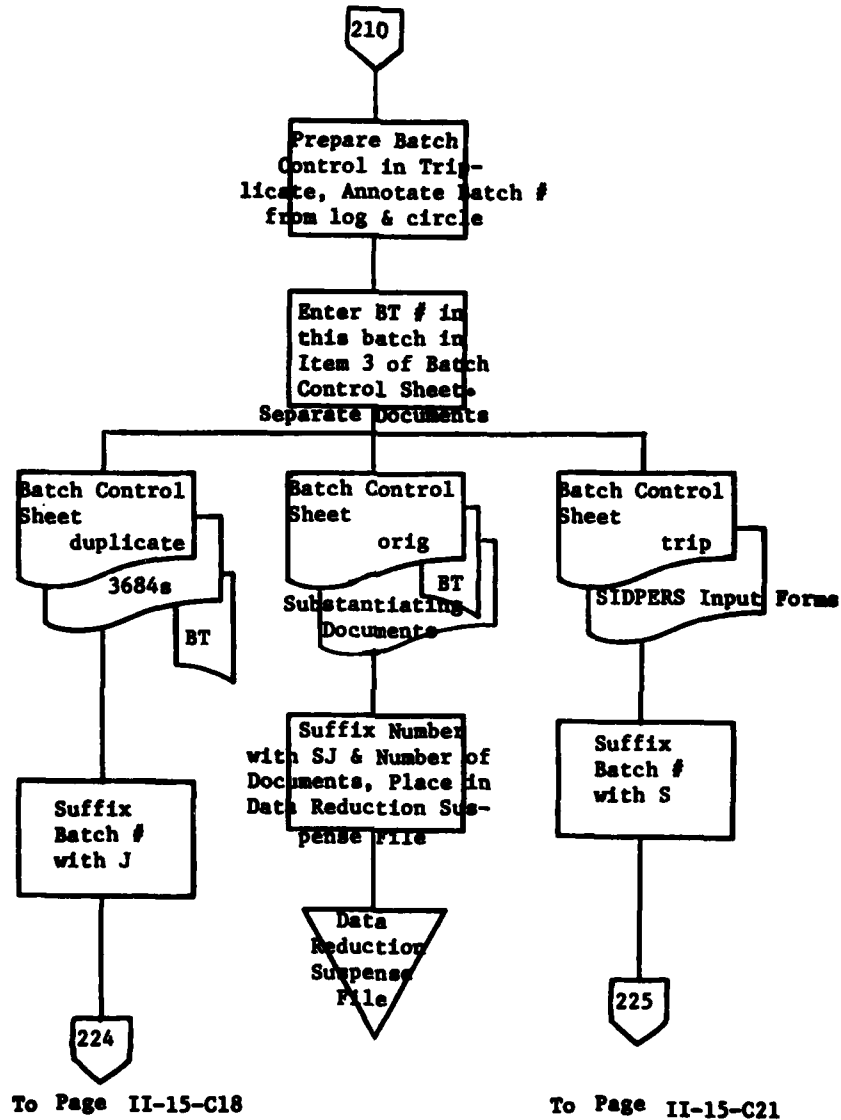 210
Prepare Batch
Control in Trip-
licate, Annotate Batch #
from log & circle
Enter BT # in
this batch in
Item 3 of Batch
Control Sheet.
Separate Documents
Batch Control
Sheet
duplicate
3684s
BT
Suffix
Batch #
with J
224
To Page II-15-C18
Batch Control
Sheet
orig
BT
Substantiating
Documents
Suffix Number
with SJ & Number of
Documents, Place in
Data Reduction Sus-
pense File
Data
Reduction
Suspense
File
Batch Control
Sheet
trip
SIDPERS Input Forms
Suffix
Batch #
with S
225
To Page II-15-C21